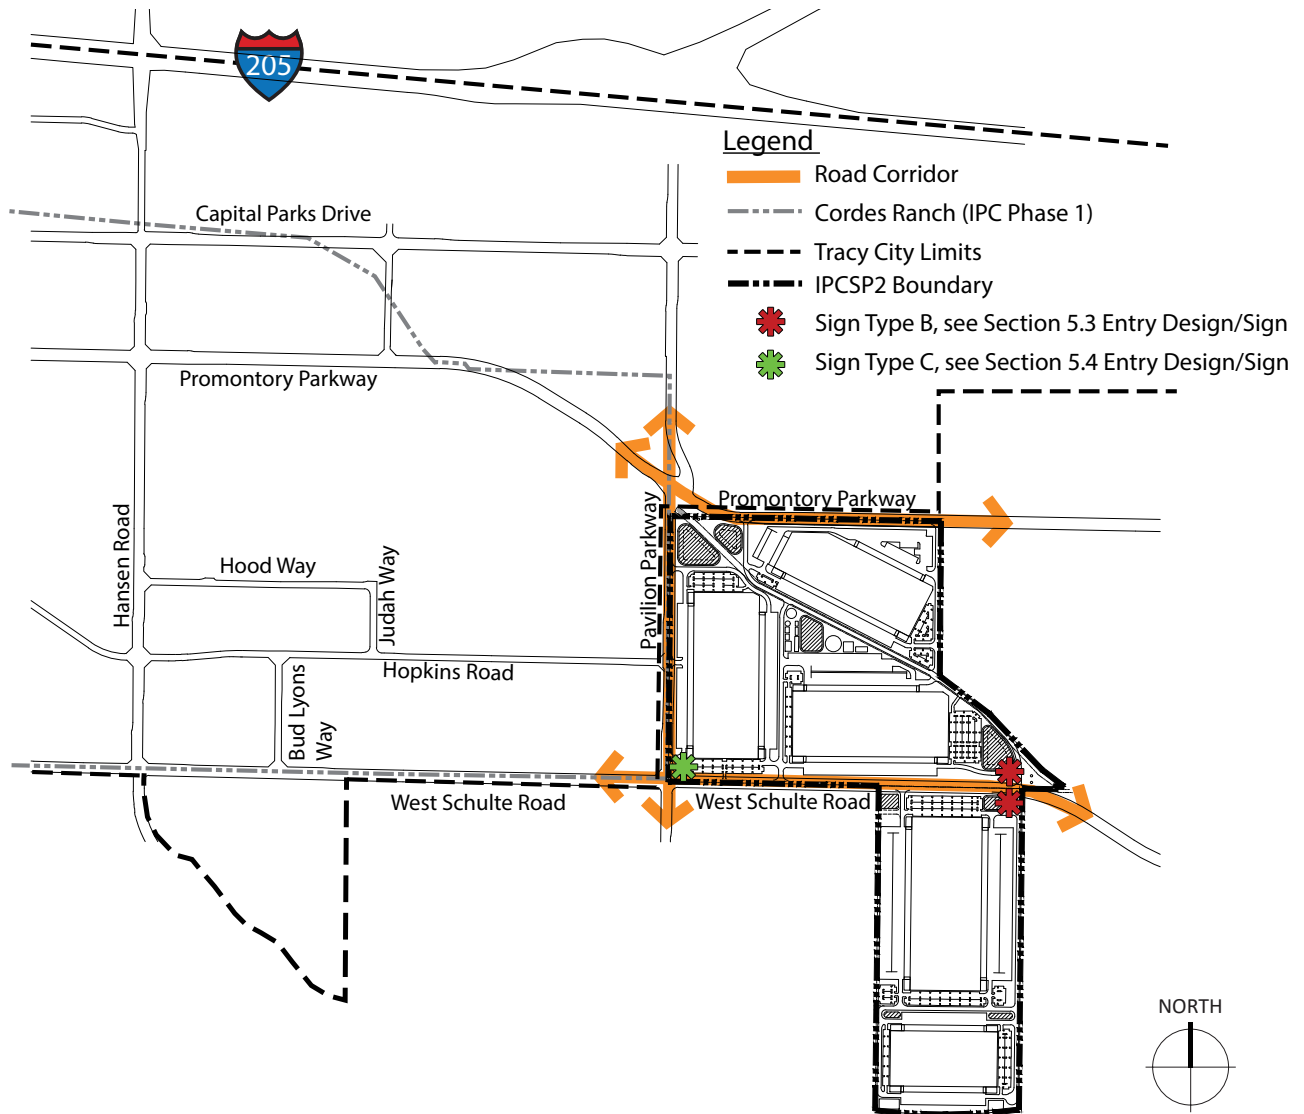 205
Legend
Road Corridor
Cordes Ranch (IPC Phase 1)
Tracy City Limits
IPCSP2 Boundary
Sign Type B, see Section 5.3 Entry Design/Sign
Sign Type C, see Section 5.4 Entry Design/Sign
Capital Parks Drive
Promontory Parkway
Promontory Parkway
Hansen Road
Hood Way
Judah Way
Pavilion Parkway
Hopkins Road
Bud Lyons
Way
West Schulte Road
West Schulte Road
NORTH